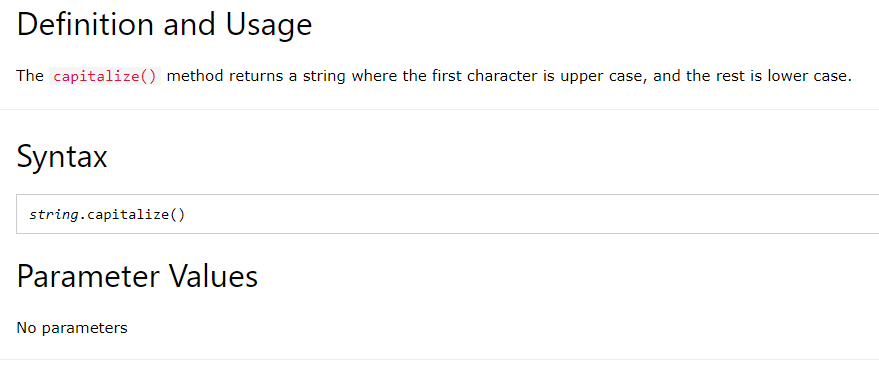 Definition and Usage
The capitalize() method returns a string where the first character is upper case, and the rest is lower case.
Syntax
string.capitalize()
Parameter Values
No parameters